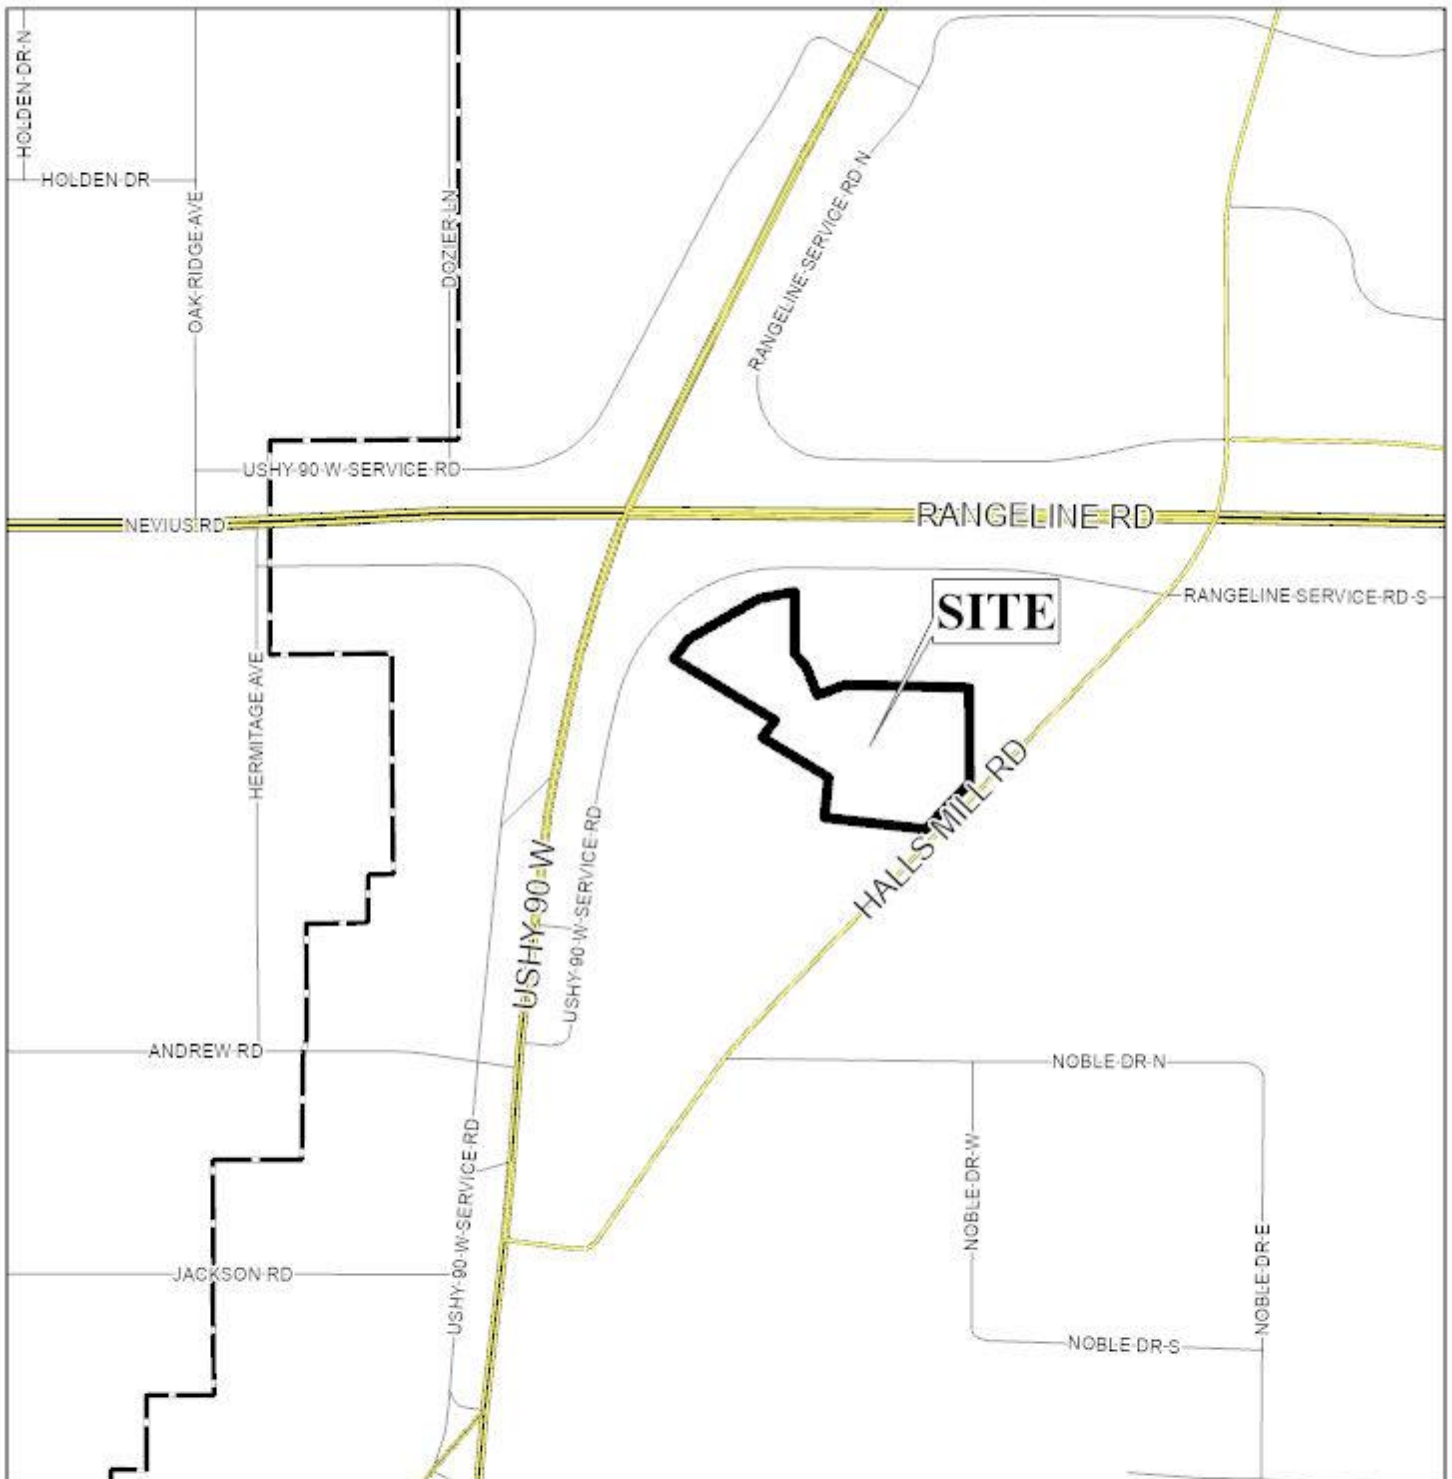 HOLDEN-DR-N
HOLDEN DR
OAK-RIDGE-AVE
DOZIER-LN
RANGELINE-SERVICE-RD N
USHY-90-W-SERVICE-RD
NEVIUS RD
RANGELINE RD
RANGELINE SERVICE-RD-S
SITE
HERMITAGE AVE
HALLS MILL RD
USHY-90-W
USHY-90-W-SERVICE-RD
ANDREW RD
NOBLE-DR-N
USHY-90-W-SERVICE-RD
NOBLE-DR-W
NOBLE-DR-E
JACKSON RD
NOBLE-DR-S